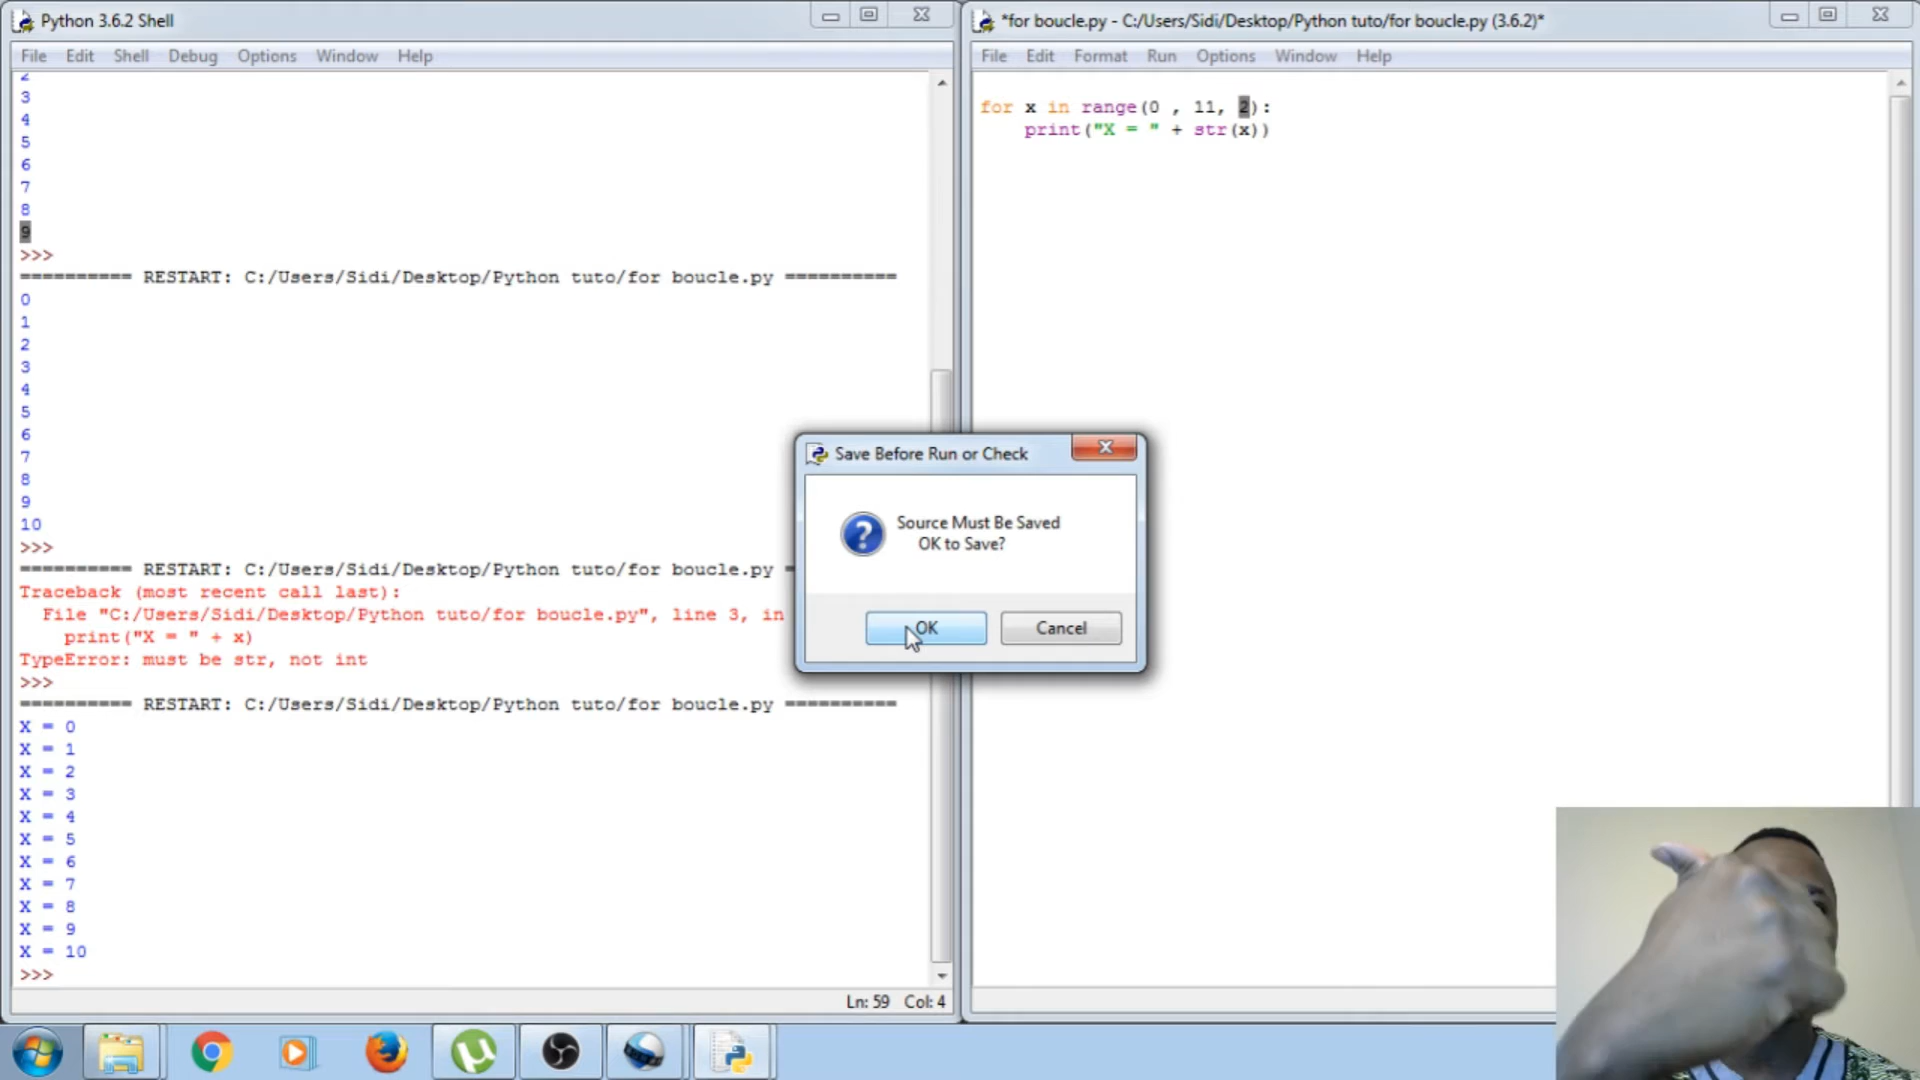 Python 3.6.2 Shell
File Edit Shell Debug Options Window Help
2
3
4
5
6
7
8
9
>>>
========== RESTART: C:/Users/Sidi/Desktop/Python tuto/for boucle.py ==========
0
1
2
3
4
5
6
7
8
9
10
>>>
========== RESTART: C:/Users/Sidi/Desktop/Python tuto/for boucle.py =
Traceback (most recent call last):
File "C:/Users/Sidi/Desktop/Python tuto/for boucle.py", line 3, in
print("X = " + x)
TypeError: must be str, not int
>>>
========== RESTART: C:/Users/Sidi/Desktop/Python tuto/for boucle.py ==========
X = 0
X = 1
X = 2
X = 3
X = 4
X = 5
X = 6
X = 7
X = 8
X = 9
X = 10
>>>
Ln: 59 Col: 4
*for boucle.py - C:/Users/Sidi/Desktop/Python tuto/for boucle.py (3.6.2)*
File Edit Format Run Options Window Help
for x in range(0 , 11, 2):
print("X = " + str(x))
Save Before Run or Check
Source Must Be Saved
OK to Save?
OK Cancel